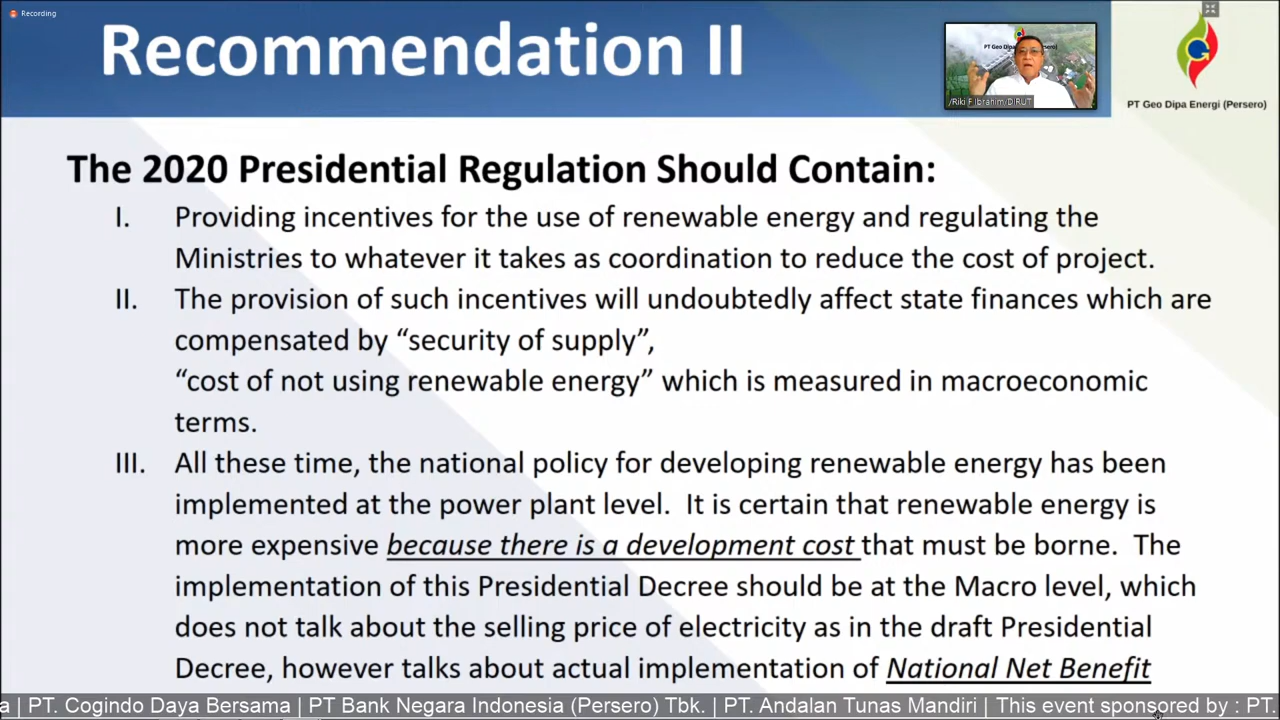 Recording
Recommendation II
PT Geo Dipa Energi (Persero)
/Riki F Ibrahim/DIRUT
PT Geo Dipa Energi (Persero)
The 2020 Presidential Regulation Should Contain:
I. Providing incentives for the use of renewable energy and regulating the
Ministries to whatever it takes as coordination to reduce the cost of project.
II. The provision of such incentives will undoubtedly affect state finances which are
compensated by “security of supply”,
“cost of not using renewable energy” which is measured in macroeconomic
terms.
III. All these time, the national policy for developing renewable energy has been
implemented at the power plant level. It is certain that renewable energy is
more expensive because there is a development cost that must be borne. The
implementation of this Presidential Decree should be at the Macro level, which
does not talk about the selling price of electricity as in the draft Presidential
Decree, however talks about actual implementation of National Net Benefit
a | PT. Cogindo Daya Bersama | PT Bank Negara Indonesia (Persero) Tbk. | PT. Andalan Tunas Mandiri | This event sponsored by : PT.